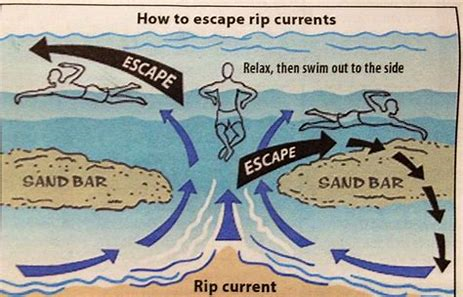 How to escape rip currents
ESCAPE
Relax, then swim out to the side
ESCAPE
SAND BAR
SAND BAR
Rip current